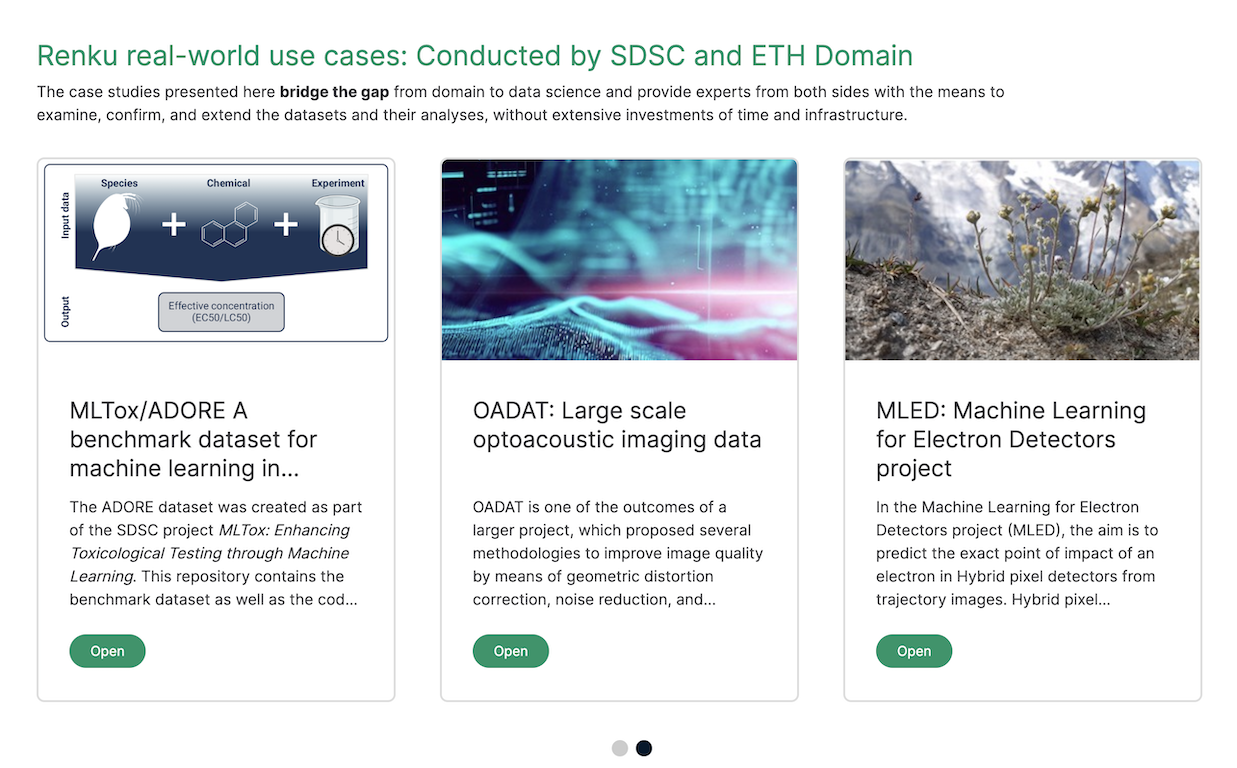 Renku real-world use cases: Conducted by SDSC and ETH Domain
The case studies presented here bridge the gap from domain to data science and provide experts from both sides with the means to
examine, confirm, and extend the datasets and their analyses, without extensive investments of time and infrastructure.
Species
Chemical
Experiment
Input data
Output
Effective concentration
(EC50/LC50)
MLTox/ADORE A
benchmark dataset for
machine learning in...
The ADORE dataset was created as part
of the SDSC project MLTox: Enhancing
Toxicological Testing through Machine
Learning. This repository contains the
benchmark dataset as well as the cod...
Open
OADAT: Large scale
optoacoustic imaging data
OADAT is one of the outcomes of a
larger project, which proposed several
methodologies to improve image quality
by means of geometric distortion
correction, noise reduction, and...
Open
MLED: Machine Learning
for Electron Detectors
project
In the Machine Learning for Electron
Detectors project (MLED), the aim is to
predict the exact point of impact of an
electron in Hybrid pixel detectors from
trajectory images. Hybrid pixel...
Open